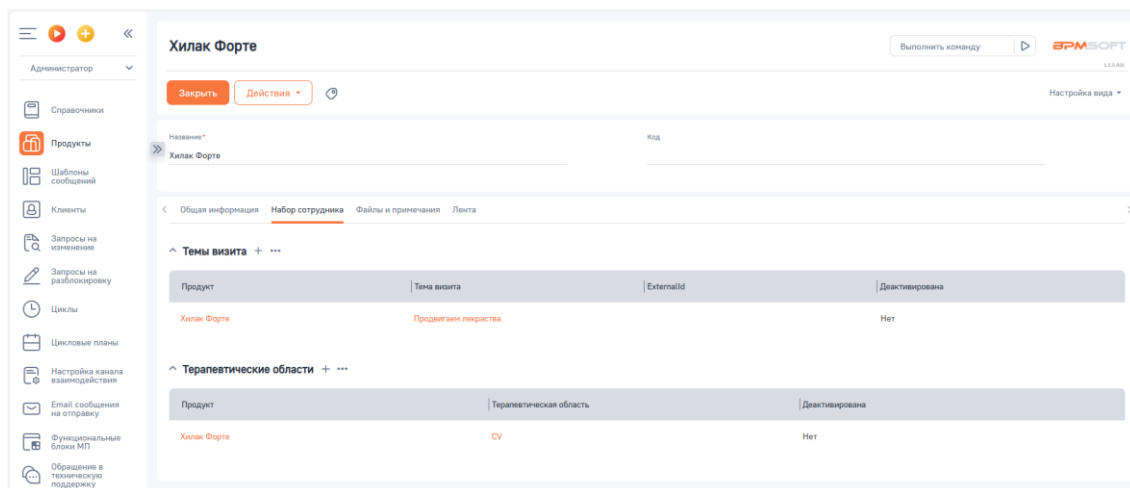 Администратор
Справочники
Продукты
Шаблоны
сообщений
Клиенты
Запросы на
изменение
Запросы на
разблокировку
Циклы
Цикловые планы
Настройка канала
взаимодействия
Email сообщения
на отправку
Функциональные
блоки МП
Обращение в
техническую
поддержку
Хилак Форте
Выполнить команду
BPMSOFT
Закрыть Действия
Настройка вида
Название* Код
Хилак Форте
Общая информация Набор сотрудника Файлы и примечания Лента
Темы визита
Продукт Тема визита ExternalId Деактивирована
Хилак Форте Продвигаем лекраства Нет
Терапевтические области
Продукт Терапевтическая область Деактивирована
Хилак Форте CV Нет